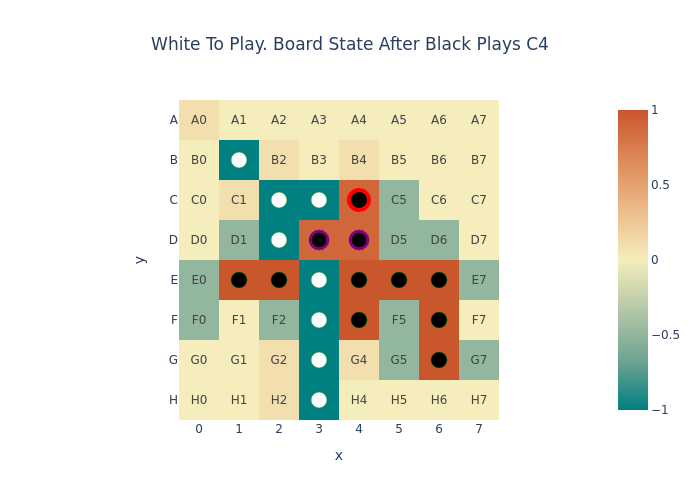 White To Play. Board State After Black Plays C4
A A0 A1 A2 A3 A4 A5 A6 A7
B B0 B2 B3 B4 B5 B6 B7
C C0 C1 C5 C6 C7
D D0 D1 D5 D6 D7
E E0 E7
F F0 F1 F2 F5 F7
G G0 G1 G2 G4 G5 G7
H H0 H1 H2 H4 H5 H6 H7
0 1 2 3 4 5 6 7
x
y
1
0.5
0
−0.5
−1